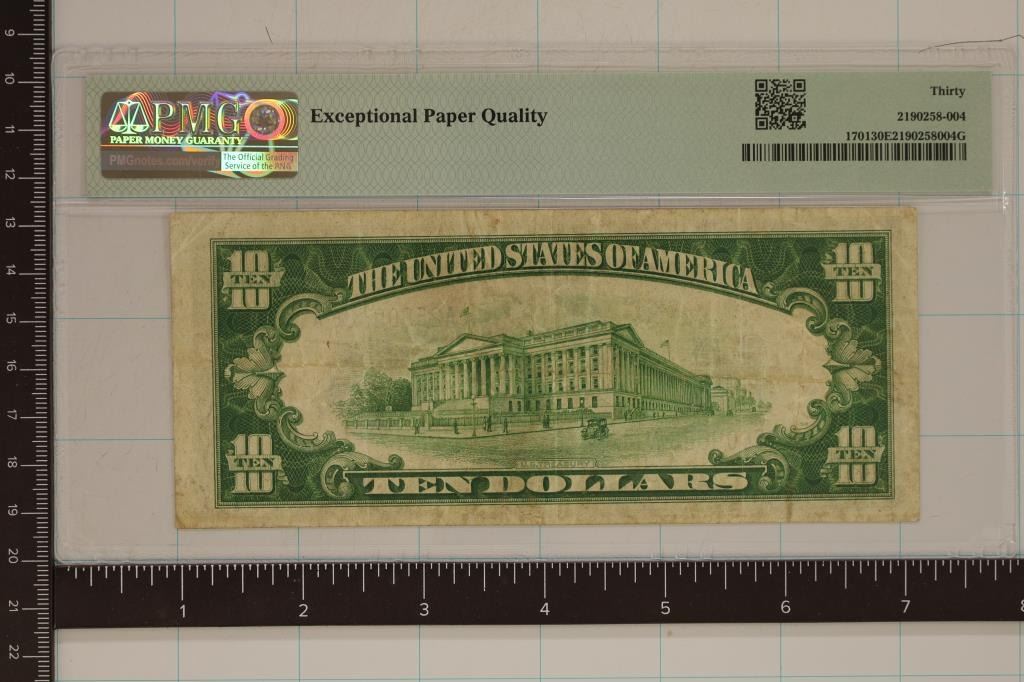 PMG
PAPER MONEY GUARANTY
PMGnotes.com/verify
The Official Grading
Service of the ANA
Exceptional Paper Quality
Thirty
2190258-004
170130E2190258004G
THE UNITED STATES OF AMERICA
10
TEN
10
10
TEN
10
10
TEN
10
10
TEN
10
U.S. TREASURY
TEN DOLLARS
9
10
11
12
13
14
15
16
17
18
19
20
21
22
1
2
3
4
5
6
7
8